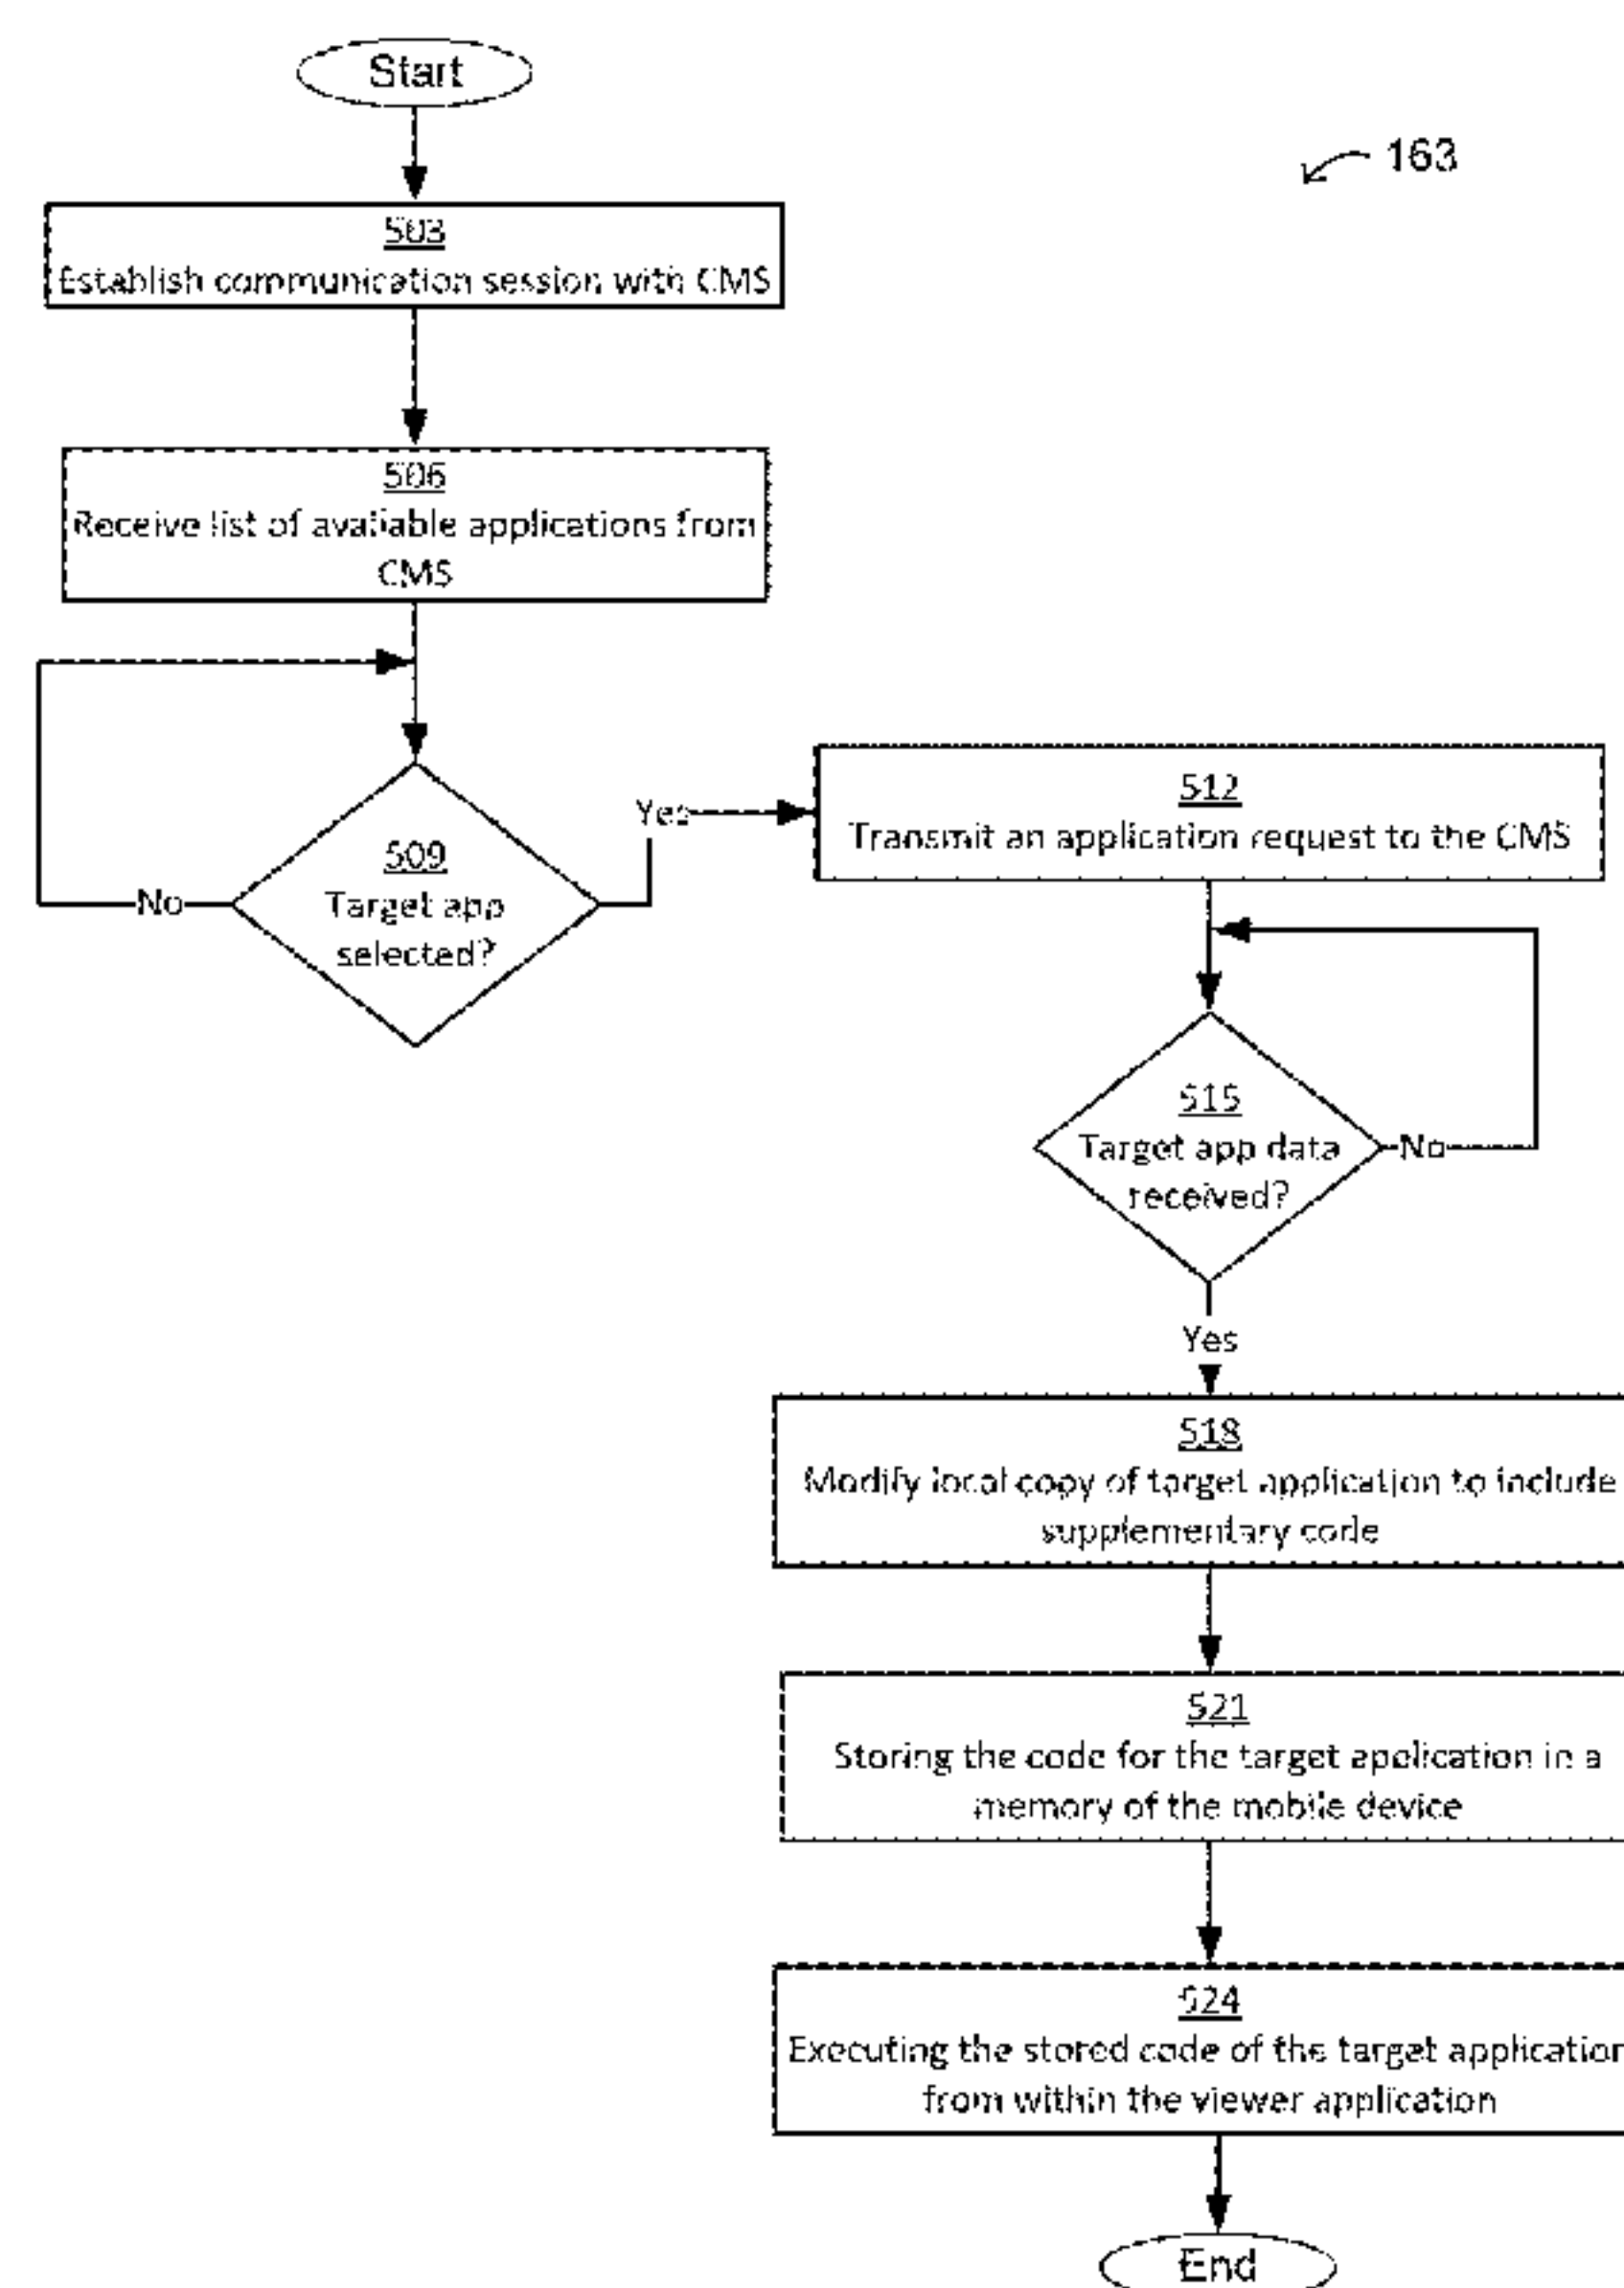 Start
163
503
Establish communication session with CMS
506
Receive list of available applications from
CMS
509
Target app
selected?
No
Yes
512
Transmit an application request to the CMS
515
Target app data
received?
No
Yes
518
Modify local copy of target application to include
supplementary code
521
Storing the code for the target application in a
memory of the mobile device
524
Executing the stored code of the target application
from within the viewer application
End